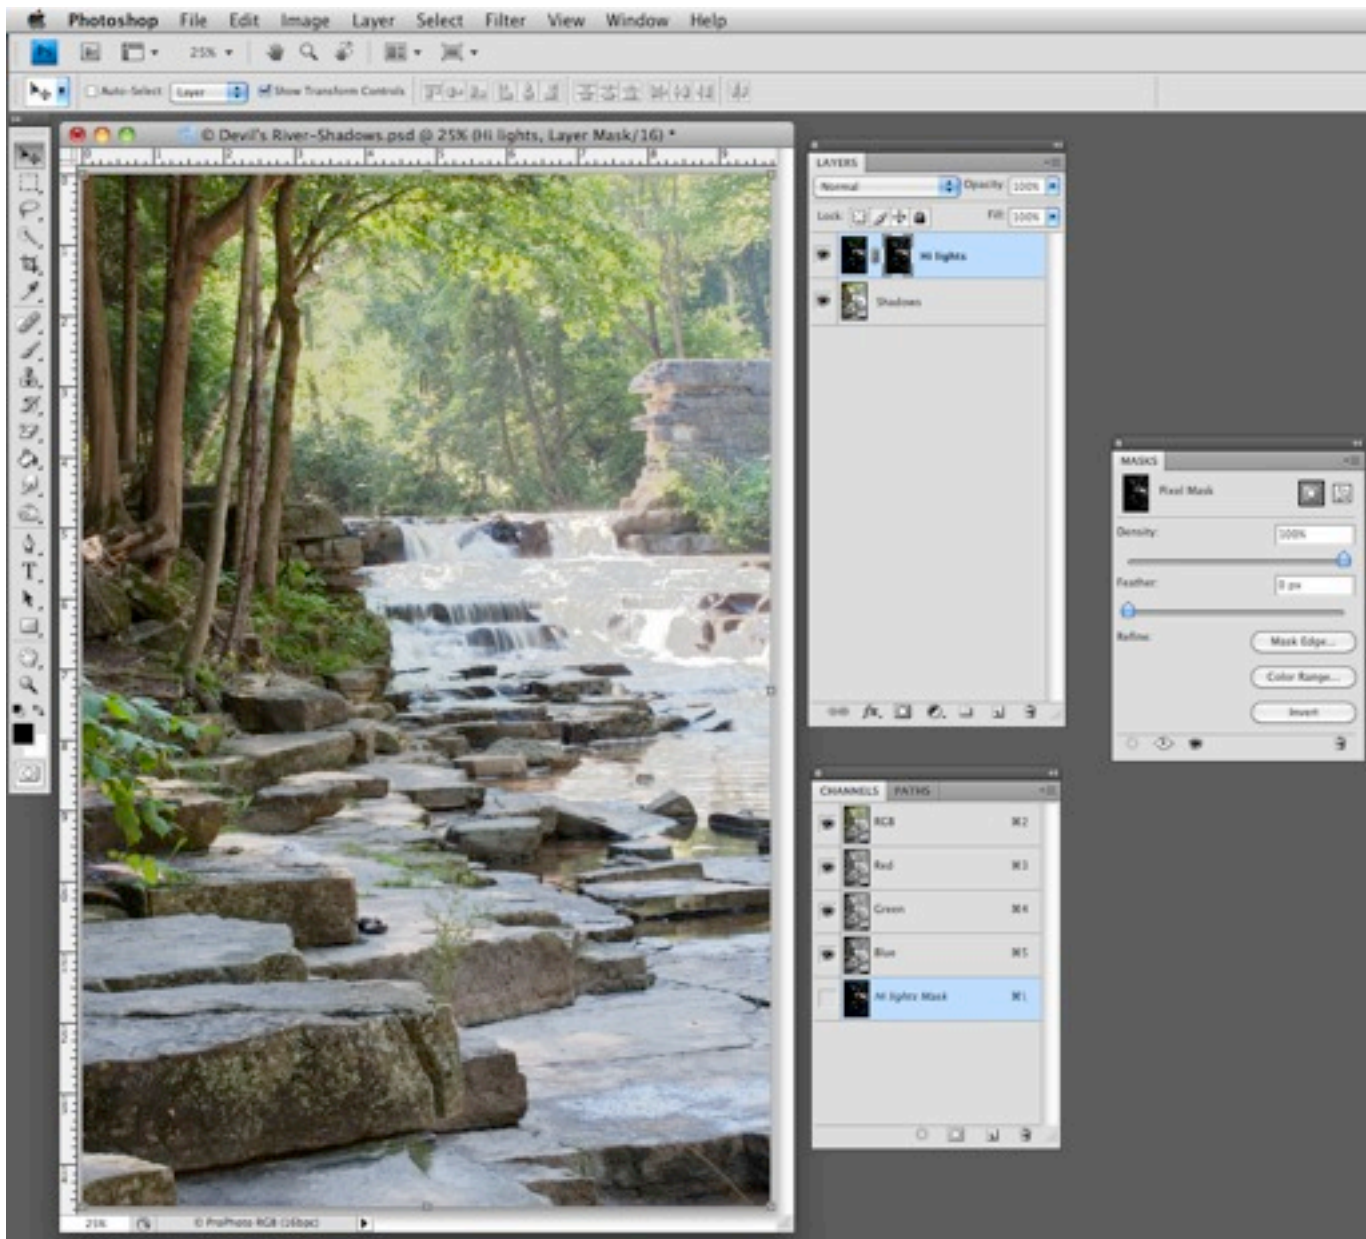 Photoshop File Edit Image Layer Select Filter View Window Help
25%
Auto-Select Layer Show Transform Controls
© Devil's River-Shadows.psd @ 25% (Hi lights, Layer Mask/16) *
LAYERS
Normal Opacity: 100%
Lock: Fill: 100%
Hi lights
Shadows
MASKS
Pixel Mask
Density: 100%
Feather: 0 px
Refine: Mask Edge...
Color Range...
Invert
CHANNELS PATHS
RGB ⌘2
Red ⌘3
Green ⌘4
Blue ⌘5
Hi lights Mask ⌘\
25% © ProPhoto RGB (16bpc)